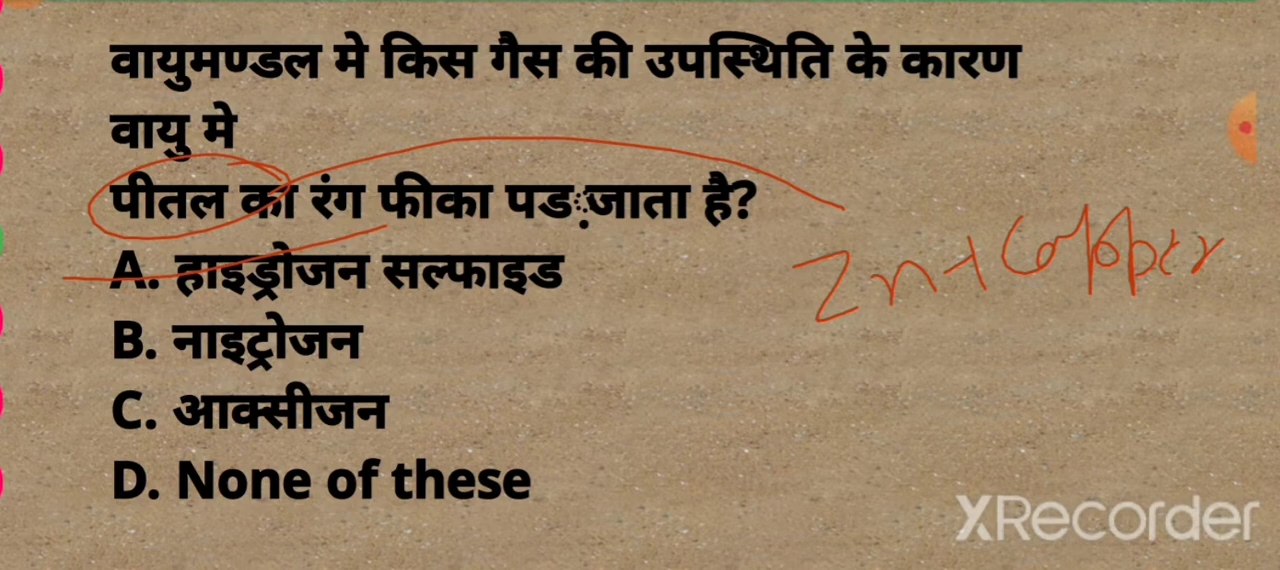 वायुमण्डल मे किस गैस की उपस्थिति के कारण
वायु मे
पीतल का रंग फीका पड़ जाता है?
A. हाइड्रोजन सल्फाइड
Zn+Copper
B. नाइट्रोजन
C. आक्सीजन
D. None of these
XRecorder